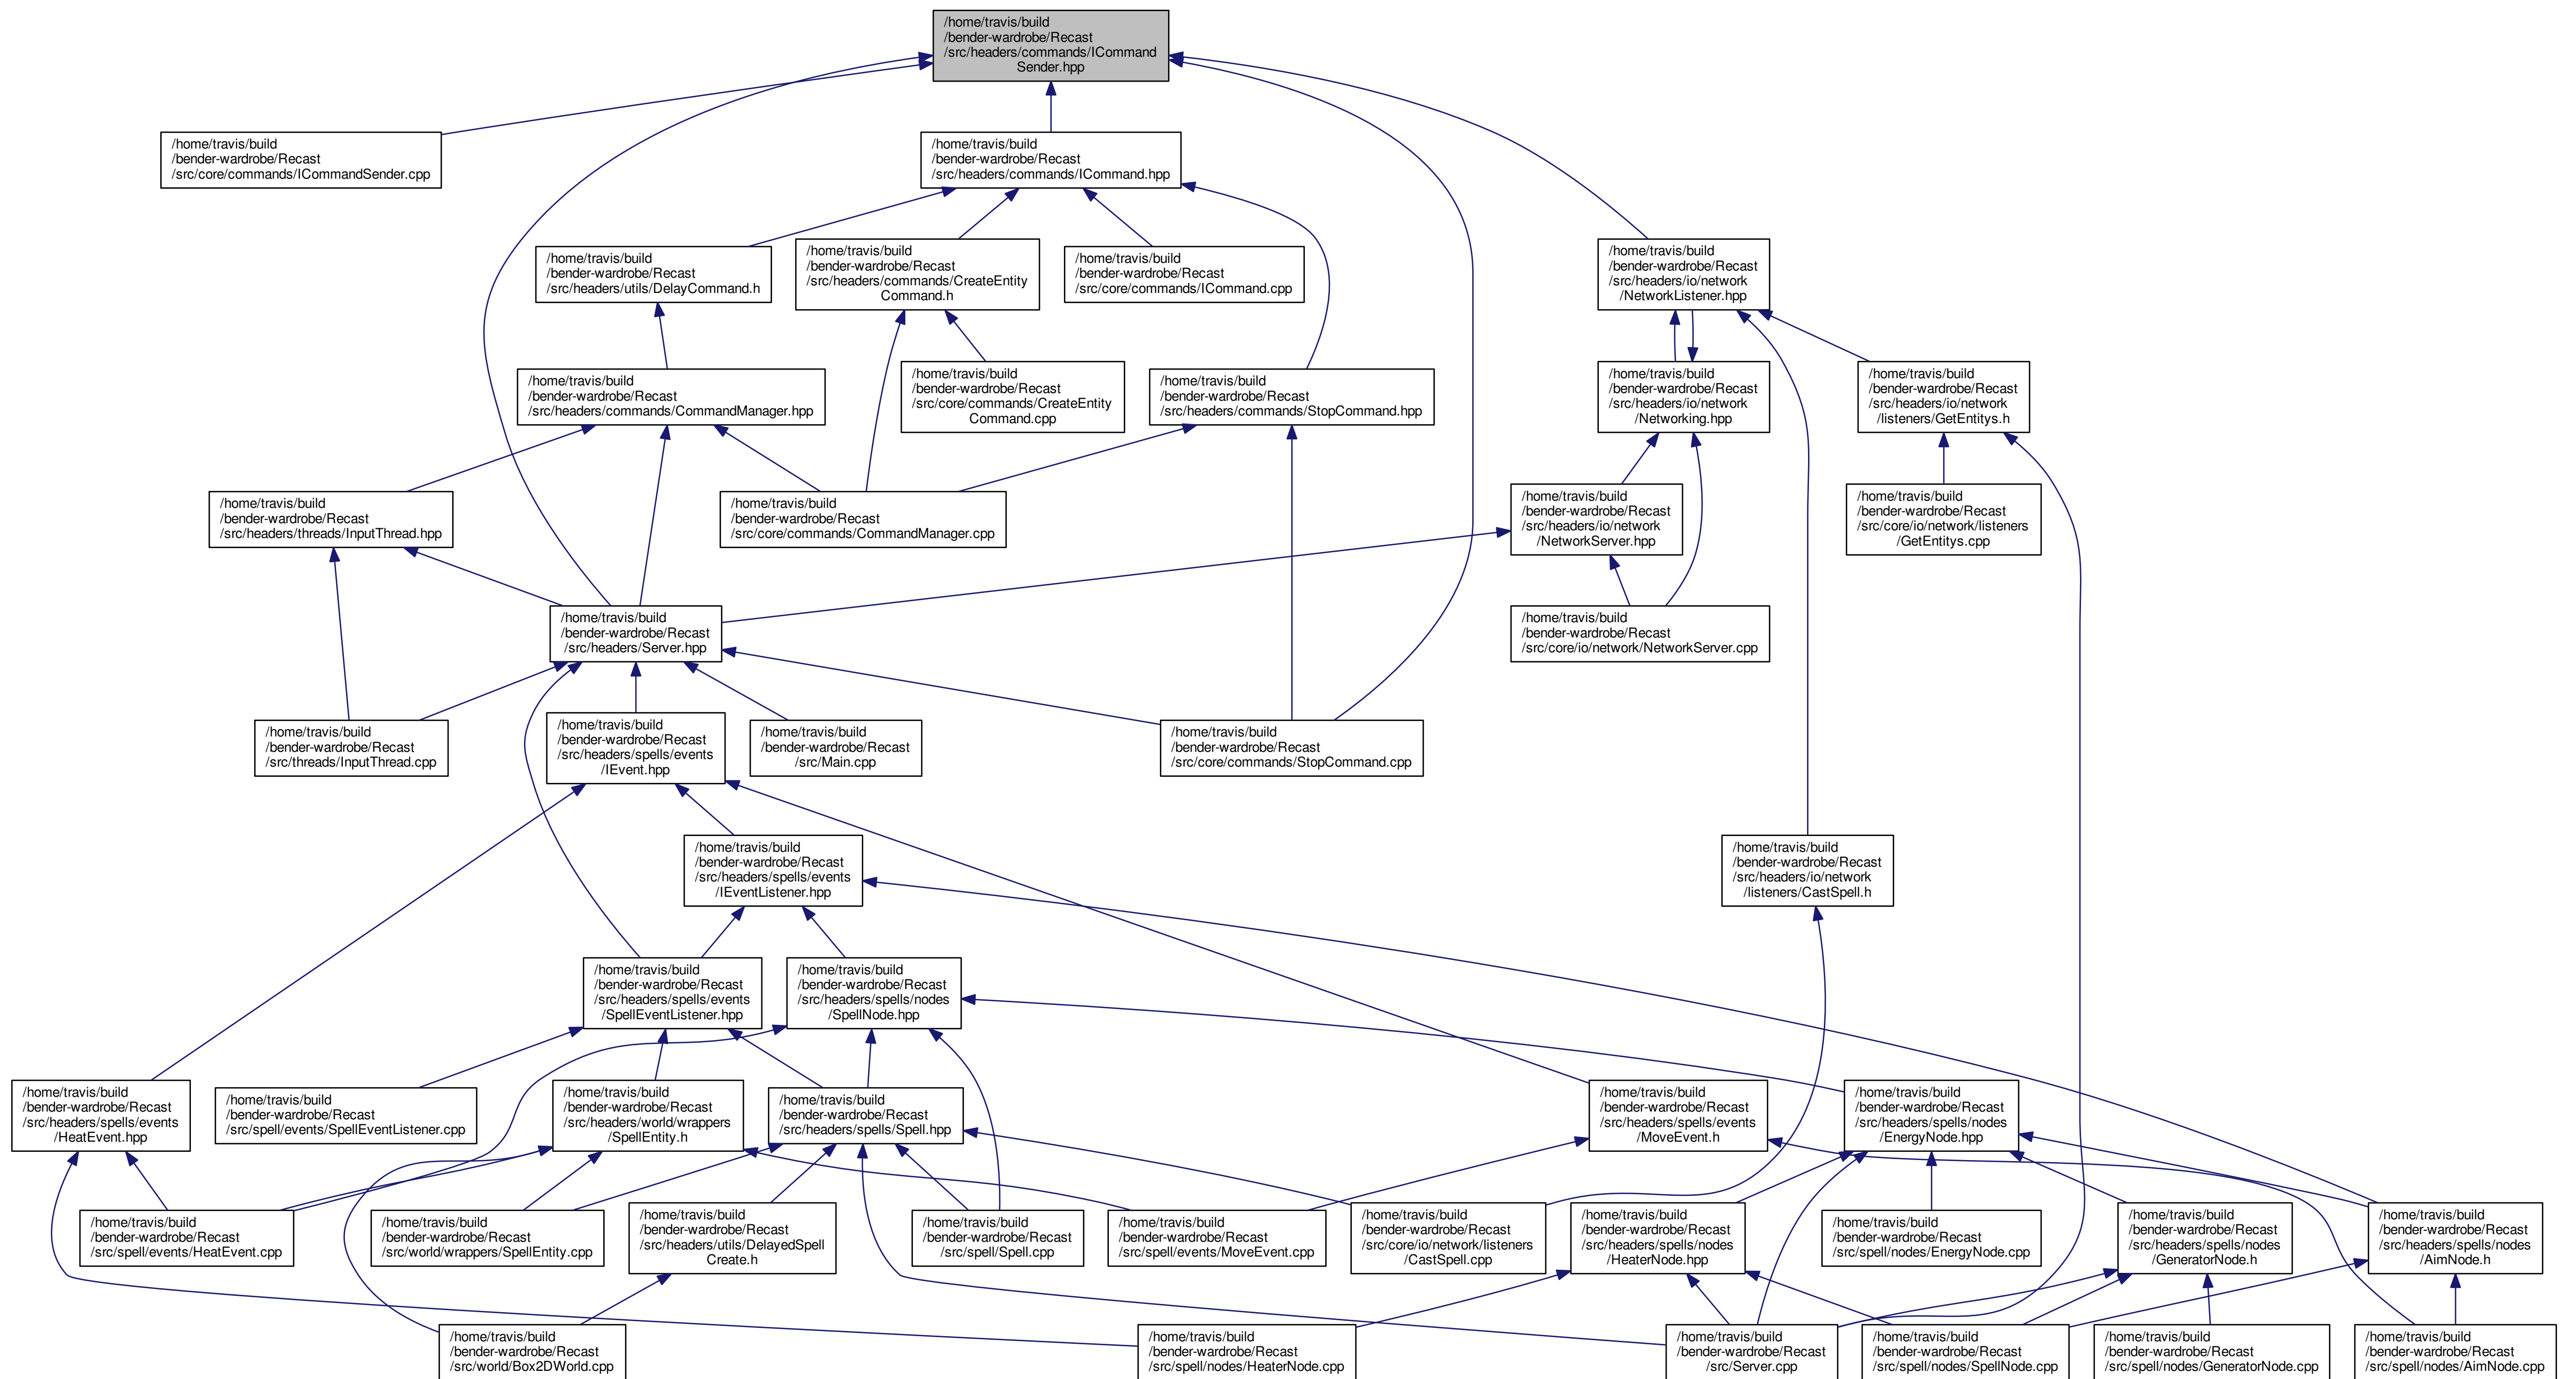 /home/travis/build
/bender-wardrobe/Recast
/src/headers/commands/ICommand
Sender.hpp
/home/travis/build
/bender-wardrobe/Recast
/src/core/commands/ICommandSender.cpp
/home/travis/build
/bender-wardrobe/Recast
/src/headers/commands/ICommand.hpp
/home/travis/build
/bender-wardrobe/Recast
/src/headers/utils/DelayCommand.h
/home/travis/build
/bender-wardrobe/Recast
/src/headers/commands/CreateEntity
Command.h
/home/travis/build
/bender-wardrobe/Recast
/src/core/commands/ICommand.cpp
/home/travis/build
/bender-wardrobe/Recast
/src/headers/io/network
/NetworkListener.hpp
/home/travis/build
/bender-wardrobe/Recast
/src/headers/commands/CommandManager.hpp
/home/travis/build
/bender-wardrobe/Recast
/src/core/commands/CreateEntity
Command.cpp
/home/travis/build
/bender-wardrobe/Recast
/src/headers/commands/StopCommand.hpp
/home/travis/build
/bender-wardrobe/Recast
/src/headers/io/network
/Networking.hpp
/home/travis/build
/bender-wardrobe/Recast
/src/headers/io/network
/listeners/GetEntitys.h
/home/travis/build
/bender-wardrobe/Recast
/src/headers/threads/InputThread.hpp
/home/travis/build
/bender-wardrobe/Recast
/src/core/commands/CommandManager.cpp
/home/travis/build
/bender-wardrobe/Recast
/src/headers/io/network
/NetworkServer.hpp
/home/travis/build
/bender-wardrobe/Recast
/src/core/io/network/listeners
/GetEntitys.cpp
/home/travis/build
/bender-wardrobe/Recast
/src/headers/Server.hpp
/home/travis/build
/bender-wardrobe/Recast
/src/core/io/network/NetworkServer.cpp
/home/travis/build
/bender-wardrobe/Recast
/src/threads/InputThread.cpp
/home/travis/build
/bender-wardrobe/Recast
/src/headers/spells/events
/IEvent.hpp
/home/travis/build
/bender-wardrobe/Recast
/src/Main.cpp
/home/travis/build
/bender-wardrobe/Recast
/src/core/commands/StopCommand.cpp
/home/travis/build
/bender-wardrobe/Recast
/src/headers/spells/events
/IEventListener.hpp
/home/travis/build
/bender-wardrobe/Recast
/src/headers/io/network
/listeners/CastSpell.h
/home/travis/build
/bender-wardrobe/Recast
/src/headers/spells/events
/SpellEventListener.hpp
/home/travis/build
/bender-wardrobe/Recast
/src/headers/spells/nodes
/SpellNode.hpp
/home/travis/build
/bender-wardrobe/Recast
/src/headers/spells/events
/HeatEvent.hpp
/home/travis/build
/bender-wardrobe/Recast
/src/spell/events/SpellEventListener.cpp
/home/travis/build
/bender-wardrobe/Recast
/src/headers/world/wrappers
/SpellEntity.h
/home/travis/build
/bender-wardrobe/Recast
/src/headers/spells/Spell.hpp
/home/travis/build
/bender-wardrobe/Recast
/src/headers/spells/events
/MoveEvent.h
/home/travis/build
/bender-wardrobe/Recast
/src/headers/spells/nodes
/EnergyNode.hpp
/home/travis/build
/bender-wardrobe/Recast
/src/spell/events/HeatEvent.cpp
/home/travis/build
/bender-wardrobe/Recast
/src/world/wrappers/SpellEntity.cpp
/home/travis/build
/bender-wardrobe/Recast
/src/headers/utils/DelayedSpell
Create.h
/home/travis/build
/bender-wardrobe/Recast
/src/spell/Spell.cpp
/home/travis/build
/bender-wardrobe/Recast
/src/spell/events/MoveEvent.cpp
/home/travis/build
/bender-wardrobe/Recast
/src/core/io/network/listeners
/CastSpell.cpp
/home/travis/build
/bender-wardrobe/Recast
/src/headers/spells/nodes
/HeaterNode.hpp
/home/travis/build
/bender-wardrobe/Recast
/src/spell/nodes/EnergyNode.cpp
/home/travis/build
/bender-wardrobe/Recast
/src/headers/spells/nodes
/GeneratorNode.h
/home/travis/build
/bender-wardrobe/Recast
/src/headers/spells/nodes
/AimNode.h
/home/travis/build
/bender-wardrobe/Recast
/src/world/Box2DWorld.cpp
/home/travis/build
/bender-wardrobe/Recast
/src/spell/nodes/HeaterNode.cpp
/home/travis/build
/bender-wardrobe/Recast
/src/Server.cpp
/home/travis/build
/bender-wardrobe/Recast
/src/spell/nodes/SpellNode.cpp
/home/travis/build
/bender-wardrobe/Recast
/src/spell/nodes/GeneratorNode.cpp
/home/travis/build
/bender-wardrobe/Recast
/src/spell/nodes/AimNode.cpp